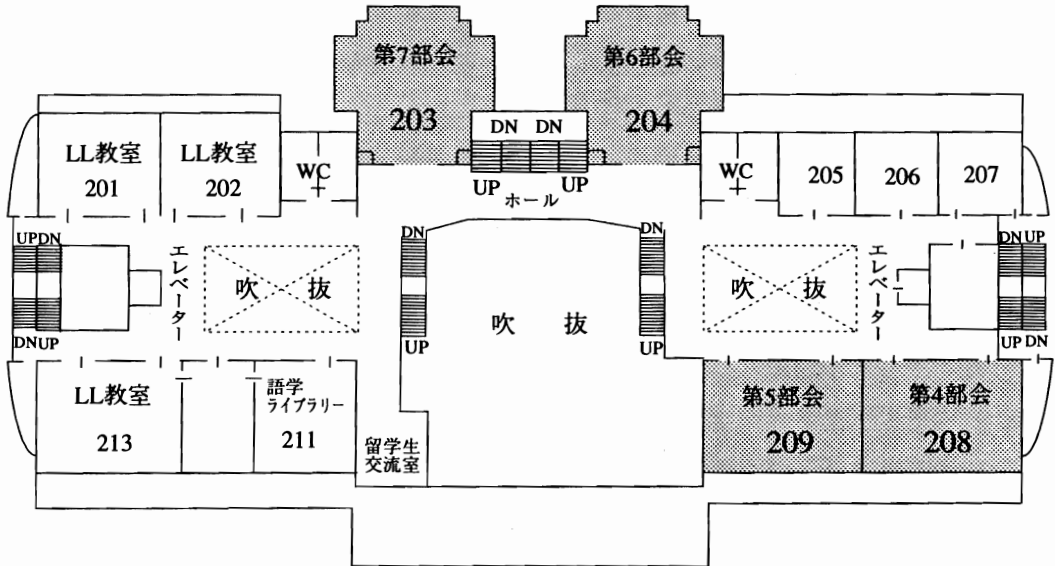 第7部会
203
第6部会
204
DN DN
UP UP
ホール
LL教室
201
LL教室
202
WC
WC
205
206
207
UPDN
DNUP
エレベーター
吹 抜
DN
UP
吹 抜
DN
UP
吹 抜
エレベーター
DN UP
UP DN
LL教室
213
語学
ライブラリー
211
留学生
交流室
第5部会
209
第4部会
208